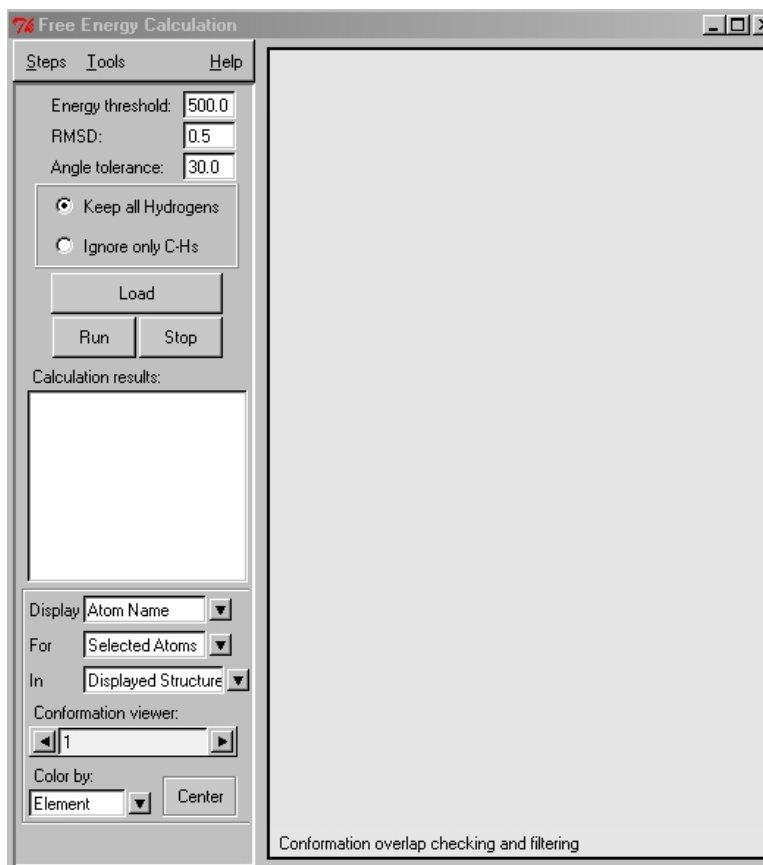 Free Energy Calculation
Steps Tools Help
Energy threshold: 500.0
RMSD: 0.5
Angle tolerance: 30.0
Keep all Hydrogens
Ignore only C-Hs
Load
Run Stop
Calculation results:
Display Atom Name
For Selected Atoms
In Displayed Structure
Conformation viewer:
1
Color by:
Element Center
Conformation overlap checking and filtering